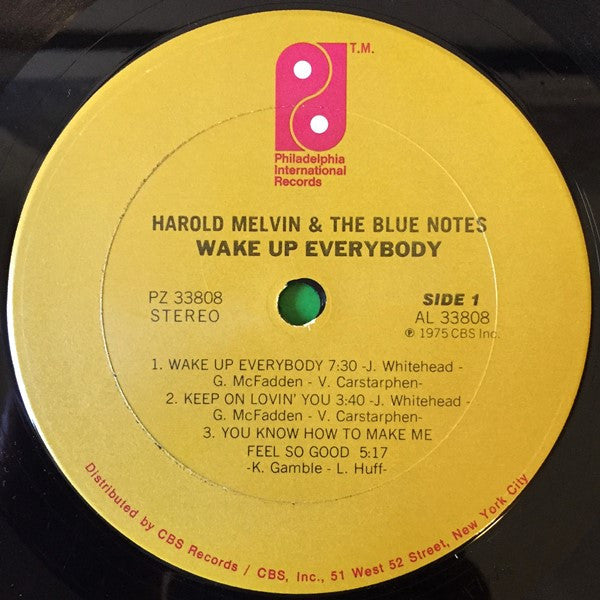 T.M.
Philadelphia
International
Records
HAROLD MELVIN & THE BLUE NOTES
WAKE UP EVERYBODY
PZ 33808
STEREO
SIDE 1
AL 33808
℗ 1975 CBS Inc.
1. WAKE UP EVERYBODY 7:30 -J. Whitehead -
G. McFadden - V. Carstarphen-
2. KEEP ON LOVIN' YOU 3:40 -J. Whitehead -
G. McFadden - V. Carstarphen-
3. YOU KNOW HOW TO MAKE ME
FEEL SO GOOD 5:17
-K. Gamble - L. Huff-
Distributed by CBS Records / CBS, Inc., 51 West 52 Street, New York City